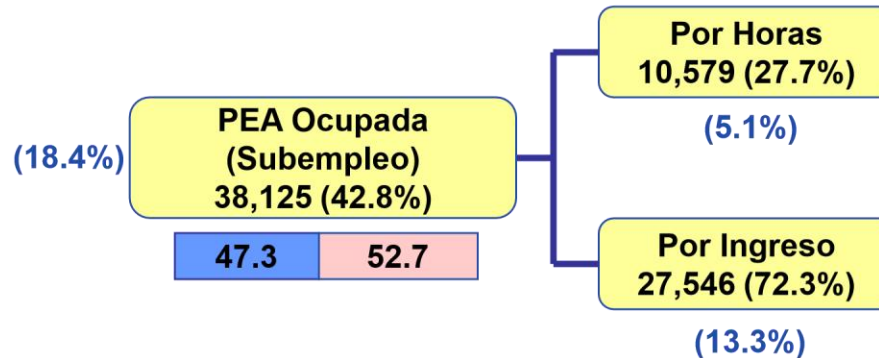 (18.4%)
PEA Ocupada
(Subempleo)
38,125 (42.8%)
47.3 52.7
Por Horas
10,579 (27.7%)
(5.1%)
Por Ingreso
27,546 (72.3%)
(13.3%)